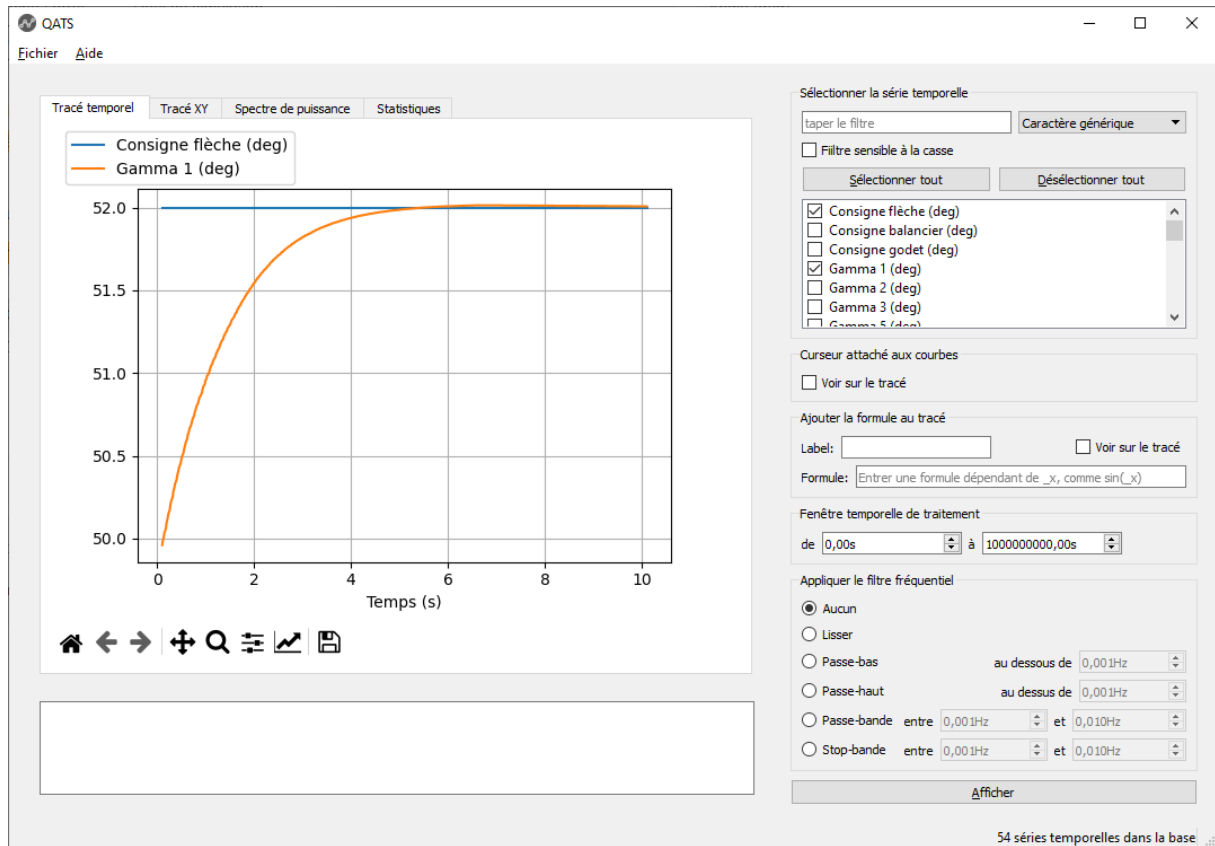 QATS
Fichier Aide
Tracé temporel Tracé XY Spectre de puissance Statistiques
Consigne flèche (deg)
Gamma 1 (deg)
52.0
51.5
51.0
50.5
50.0
0 2 4 6 8 10
Temps (s)
Sélectionner la série temporelle
taper le filtre Caractère générique
Fiiltre sensible à la casse
Sélectionner tout Désélectionner tout
Consigne flèche (deg)
Consigne balancier (deg)
Consigne godet (deg)
Gamma 1 (deg)
Gamma 2 (deg)
Gamma 3 (deg)
Gamma 5 (deg)
Curseur attaché aux courbes
Voir sur le tracé
Ajouter la formule au tracé
Label: Voir sur le tracé
Formule: Entrer une formule dépendant de _x, comme sin(_x)
Fenêtre temporelle de traitement
de 0,00s à 1000000000,00s
Appliquer le filtre fréquentiel
Aucun
Lisser
Passe-bas au dessous de 0,001Hz
Passe-haut au dessus de 0,001Hz
Passe-bande entre 0,001Hz et 0,010Hz
Stop-bande entre 0,001Hz et 0,010Hz
Afficher
54 séries temporelles dans la base